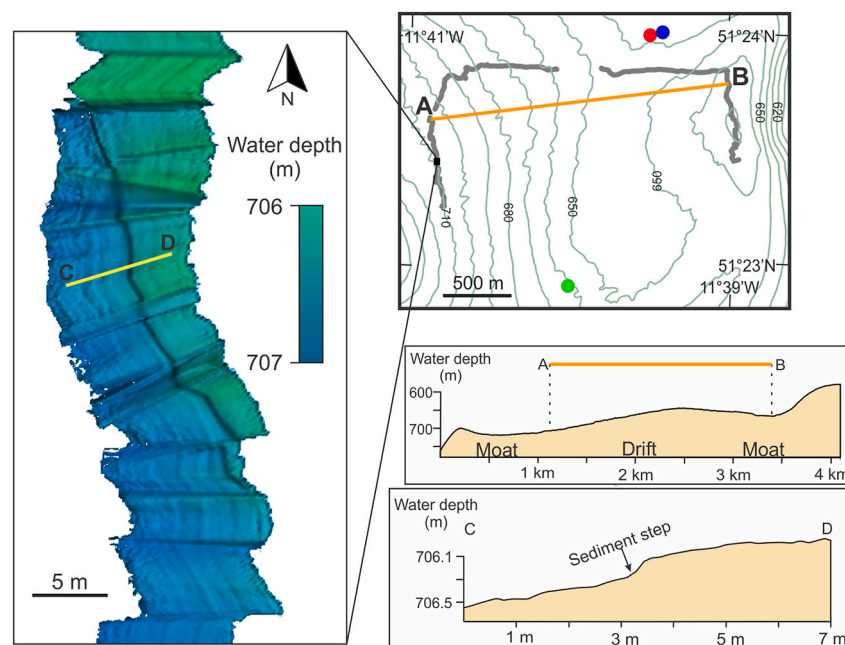 N
Water depth
(m)
706
707
C
D
5 m
11°41'W
51°24'N
A
B
650
620
710
680
650
650
51°23'N
11°39'W
500 m
Water depth
(m)
A
B
600
700
Moat
Drift
Moat
1 km
2 km
3 km
4 km
Water depth
(m)
C
D
Sediment step
706.1
706.5
1 m
3 m
5 m
7 m